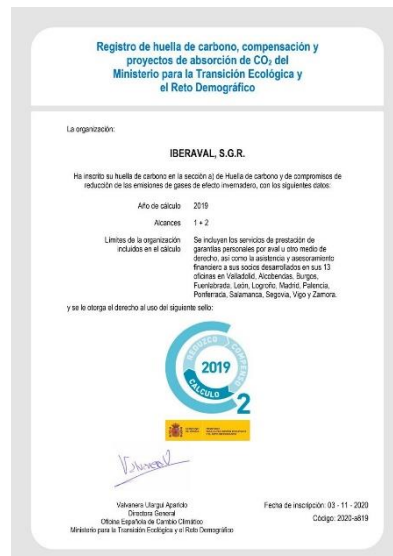 Registro de huella de carbono, compensación y
proyectos de absorción de CO₂ del
Ministerio para la Transición Ecológica y
el Reto Demográfico
La organización:
IBERAVAL, S.G.R.
Ha inscrito su huella de carbono en la sección a) de Huella de carbono y de compromisos de
reducción de las emisiones de gases de efecto invernadero, con los siguientes datos:
Año de cálculo 2019
Alcances 1 + 2
Límites de la organización incluidos en el cálculo
Se incluyen los servicios de prestación de
garantías personales por aval u otro medio de
derecho, así como la asistencia y asesoramiento
financiero a sus socios desarrollados en sus 13
oficinas en Valladolid, Alcobendas, Burgos,
Fuenlabrada, León, Logroño, Madrid, Palencia,
Ponferrada, Salamanca, Segovia, Vigo y Zamora.
y se le otorga el derecho al uso del siguiente sello:
REDUZCO
COMPENSO
2019
CALCULO
2
Valvanera Ulargui Aparicio
Directora General
Oficina Española de Cambio Climático
Ministerio para la Transición Ecológica y el Reto Demográfico
Fecha de inscripción: 03 - 11 - 2020
Código: 2020-a819